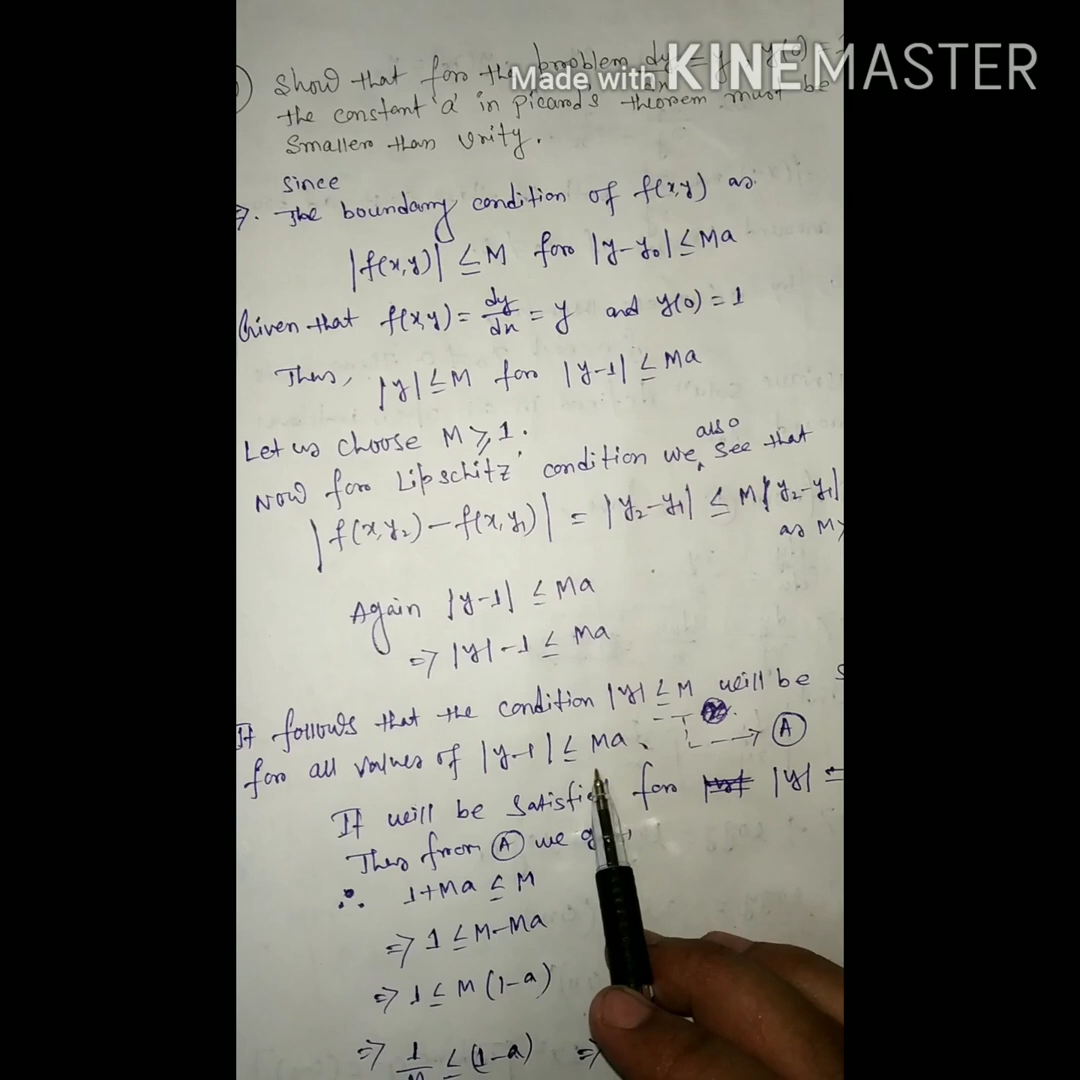 Made with KINEMASTER
Show that for the problem dy = y
the constant 'a' in Picard's theorem must be
smaller than Unity.
Since
The boundary condition of f(x,y) as
|f(x,y)| ≤ M for |y-y₀| ≤ Ma
Given that f(x,y) = dy/dx = y and y(0) = 1
Thus, |y| ≤ M for |y-1| ≤ Ma
Let us choose M ⩾ 1.
also
Now for Lipschitz condition we see that
|f(x,y₂) - f(x,y₁)| = |y₂-y₁| ≤ M|y₂-y₁|
as M>
Again |y-1| ≤ Ma
⇒ |y| - 1 ≤ Ma
It follows that the condition |y| ≤ M will be
for all values of |y-1| ≤ Ma. → Ⓐ
It will be satisfied for |y| =
Thus from Ⓐ we
∴ 1+Ma ≤ M
⇒ 1 ≤ M-Ma
⇒ 1 ≤ M(1-a)
⇒ 1/M ≤ (1-a) ⇒